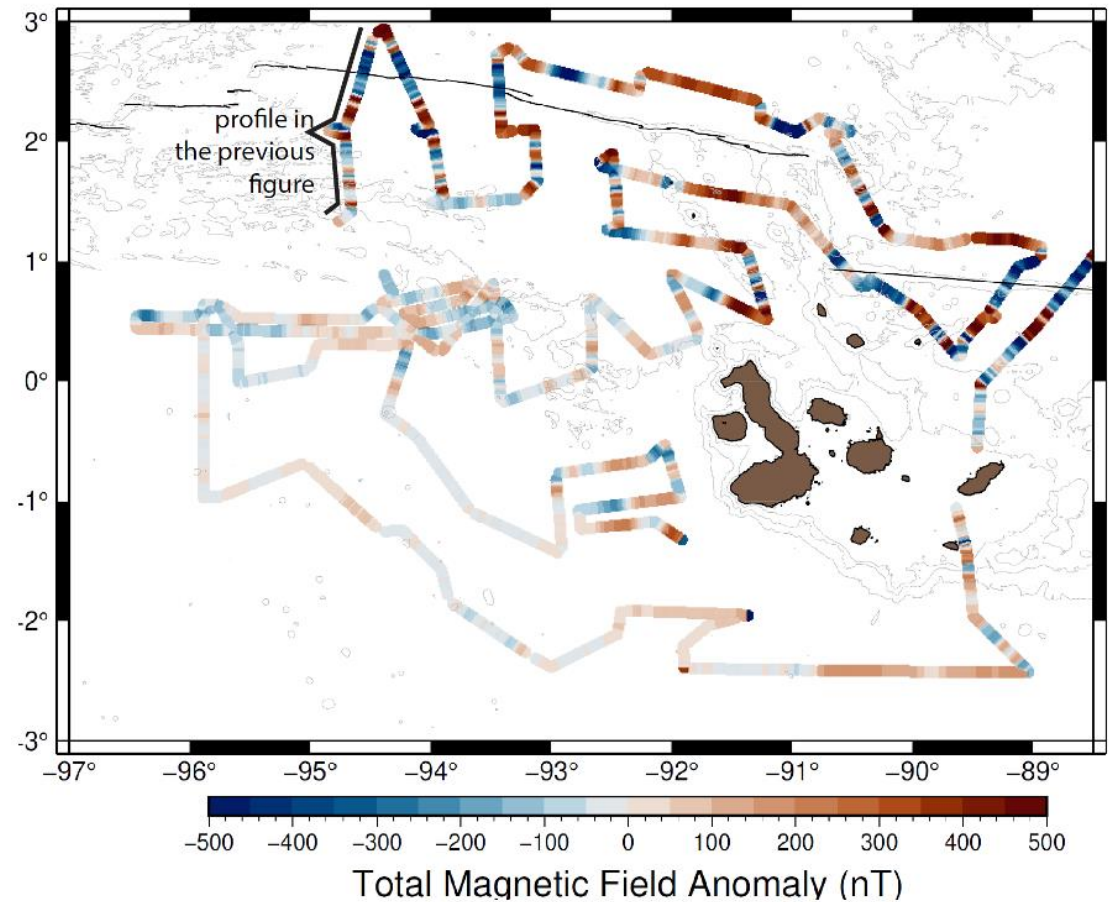 3°
2°
1°
0°
-1°
-2°
-3°
profile in
the previous
figure
−97° −96° −95° −94° −93° −92° −91° −90° −89°
−500 −400 −300 −200 −100 0 100 200 300 400 500
Total Magnetic Field Anomaly (nT)